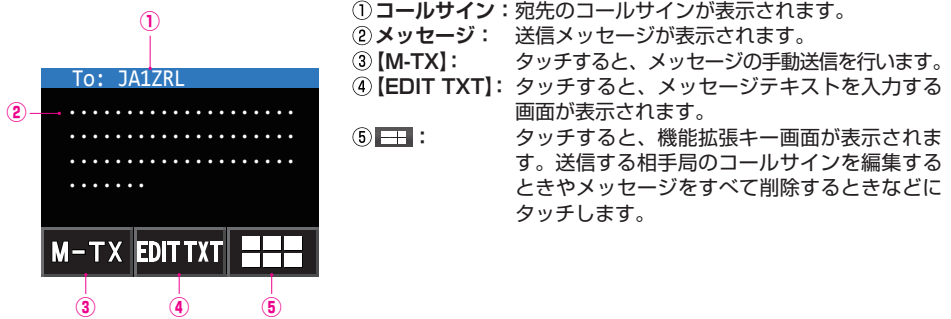 ①
To: JA1ZRL
②
M-TX EDIT TXT
③ ④ ⑤
①コールサイン：宛先のコールサインが表示されます。
②メッセージ： 送信メッセージが表示されます。
③【M-TX】： タッチすると、メッセージの手動送信を行います。
④【EDIT TXT】： タッチすると、メッセージテキストを入力する
画面が表示されます。
⑤ ： タッチすると、機能拡張キー画面が表示されま
す。送信する相手局のコールサインを編集する
ときやメッセージをすべて削除するときなどに
タッチします。